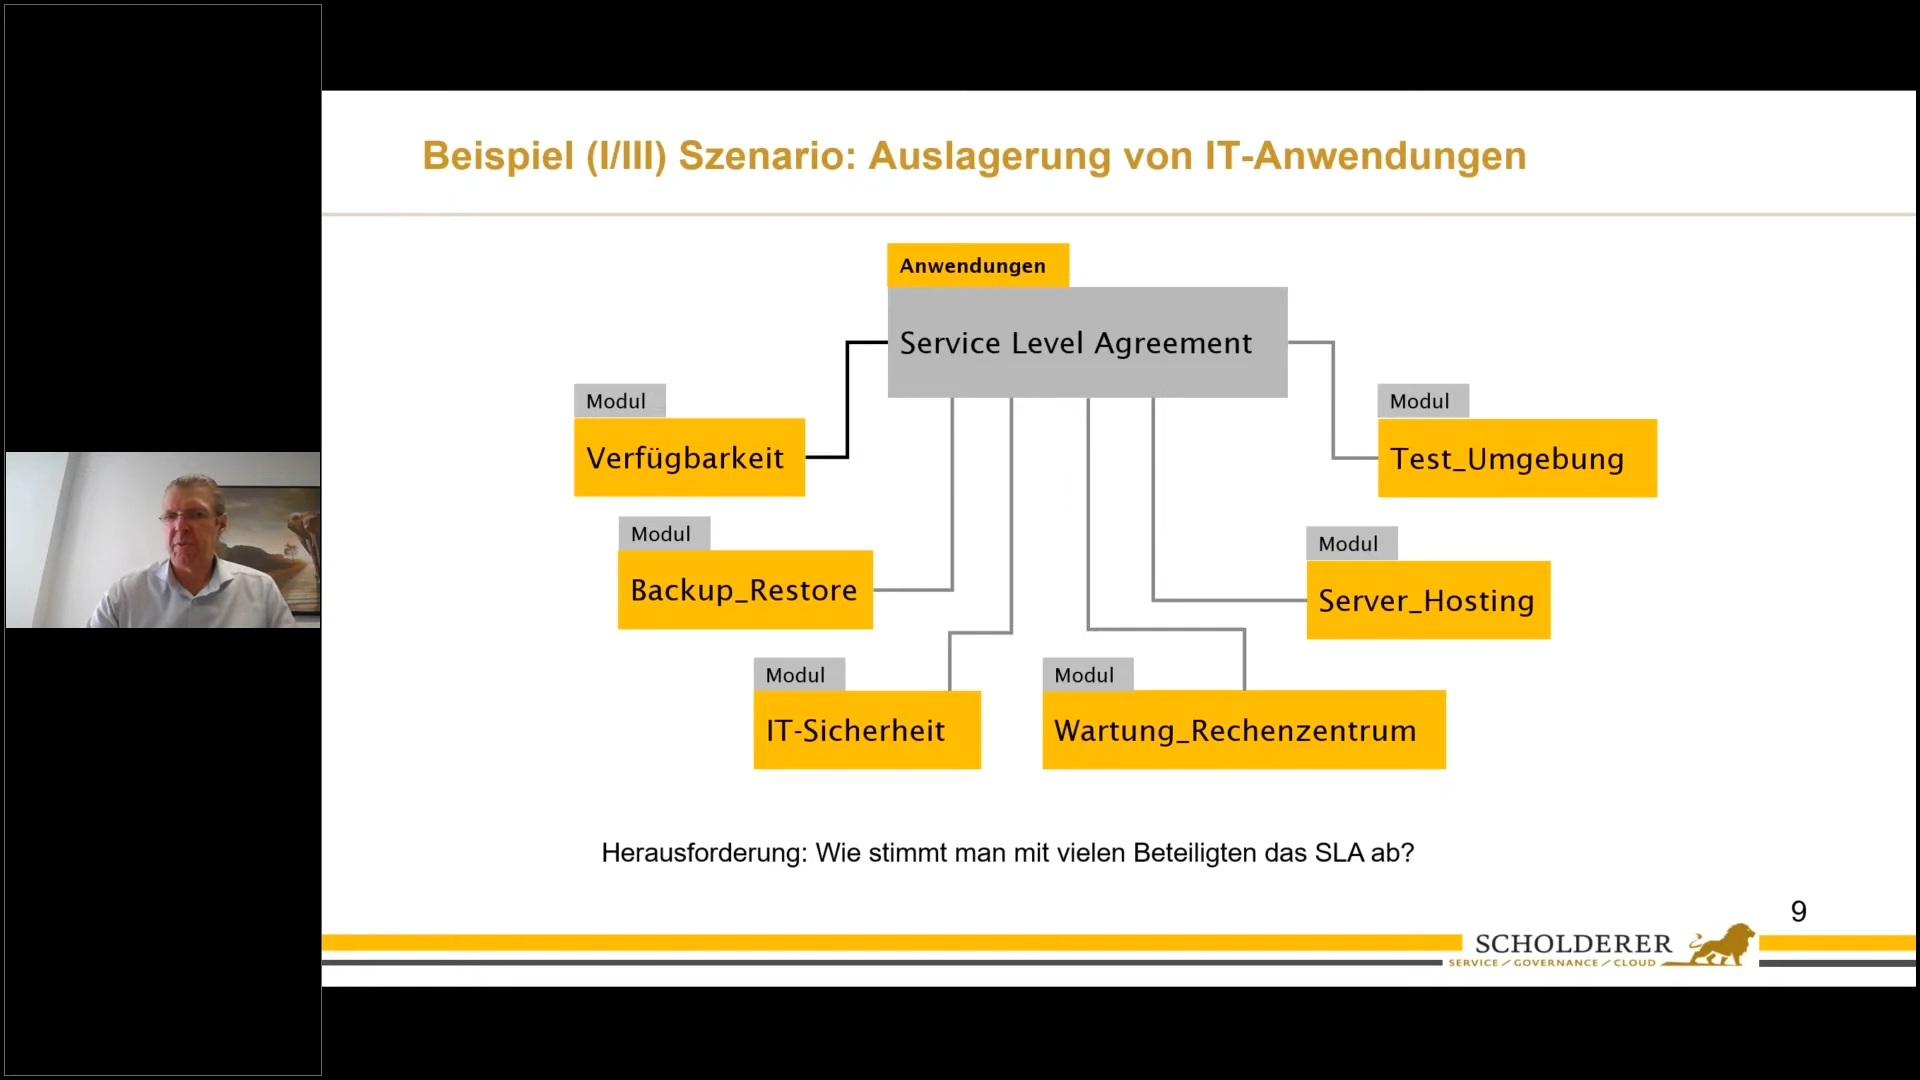 Beispiel (I/III) Szenario: Auslagerung von IT-Anwendungen
Anwendungen
Service Level Agreement
Modul
Verfügbarkeit
Modul
Test_Umgebung
Modul
Backup_Restore
Modul
Server_Hosting
Modul
IT-Sicherheit
Modul
Wartung_Rechenzentrum
Herausforderung: Wie stimmt man mit vielen Beteiligten das SLA ab?
9
SCHOLDERER
SERVICE / GOVERNANCE / CLOUD